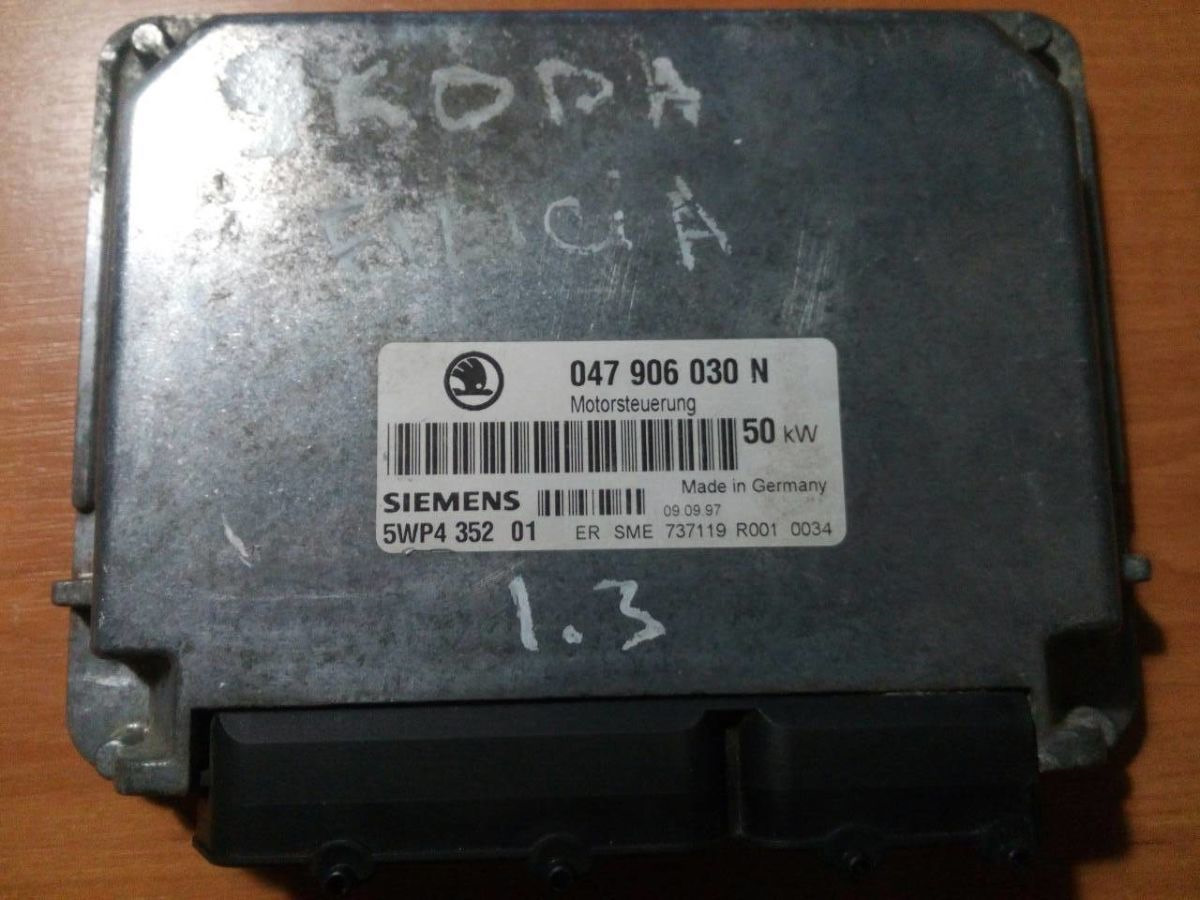 SKODA
FILICiA
047 906 030 N
Motorsteuerung
50 kW
Made in Germany
SIEMENS
09.09.97
5WP4 352 01 ER SME 737119 R001 0034
1.3